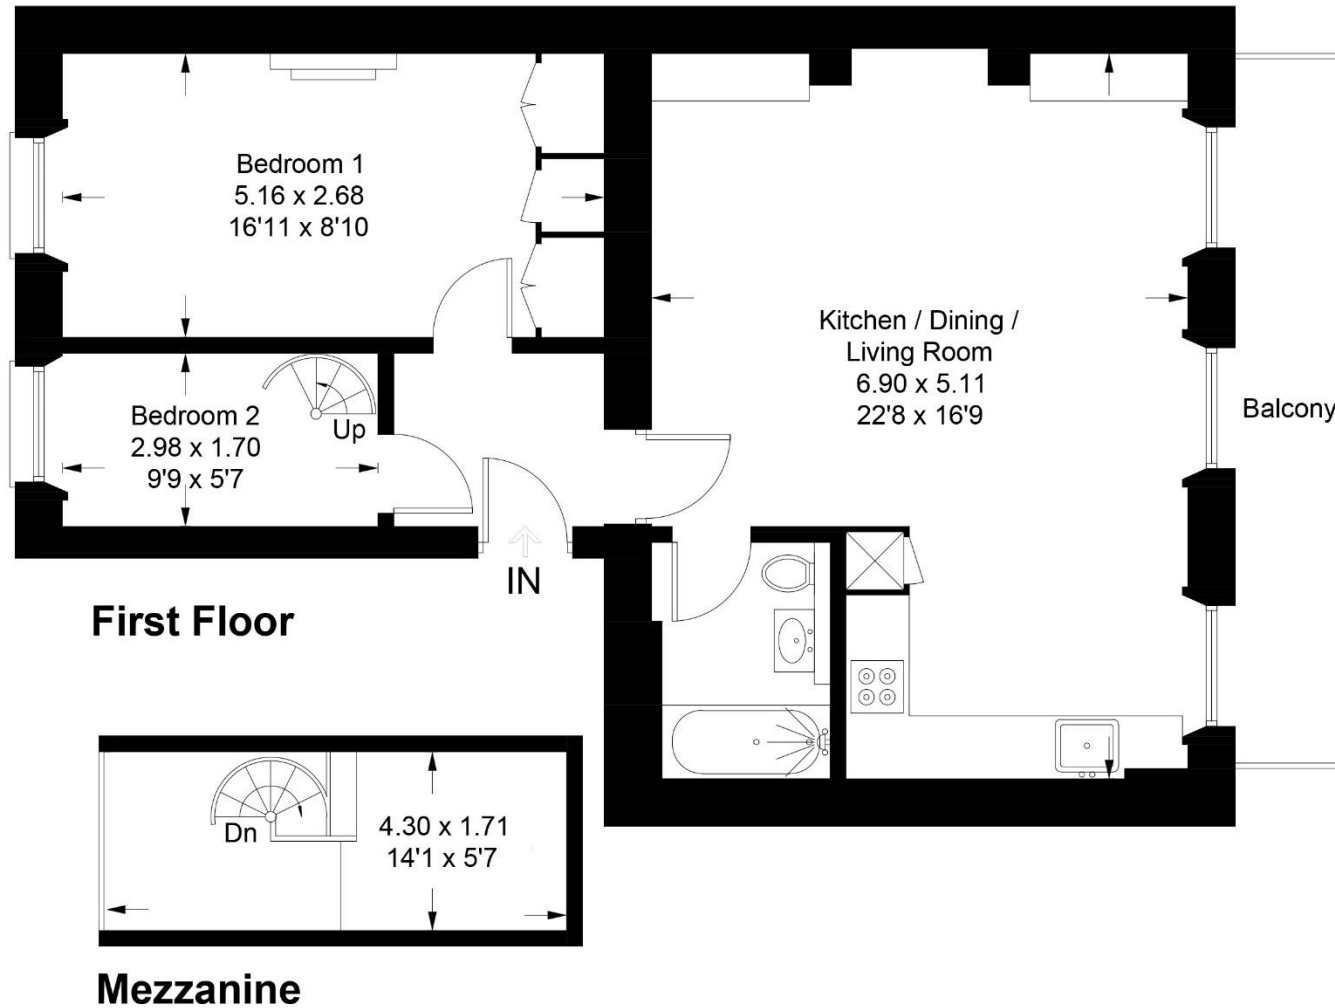 Bedroom 1
5.16 x 2.68
16'11 x 8'10
Kitchen / Dining /
Living Room
6.90 x 5.11
22'8 x 16'9
Balcony
Bedroom 2
2.98 x 1.70
9'9 x 5'7
Up
IN
First Floor
Dn
4.30 x 1.71
14'1 x 5'7
Mezzanine